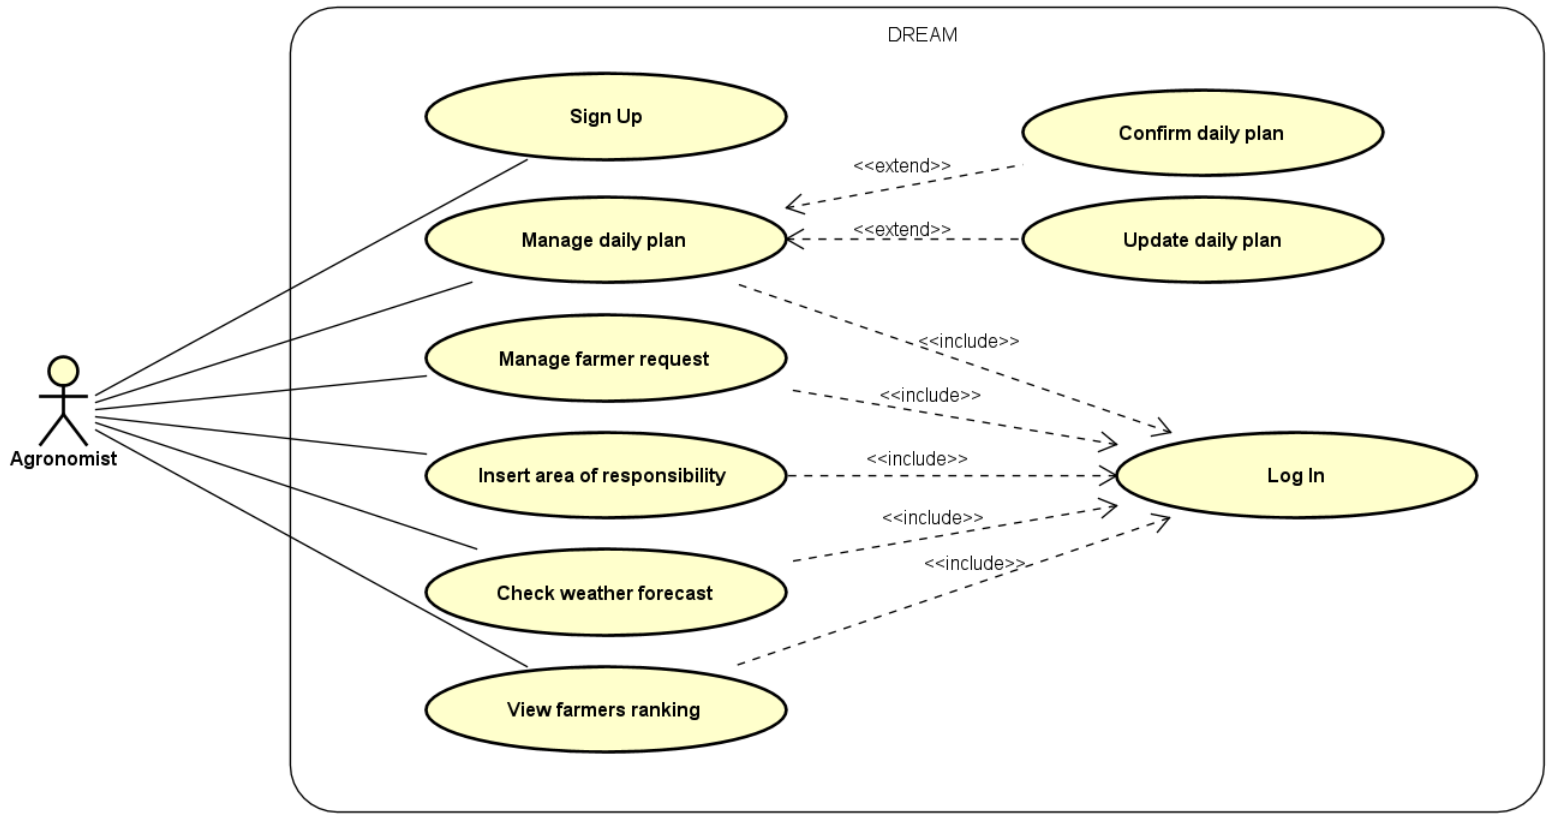 DREAM
Sign Up
Confirm daily plan
<<extend>>
Manage daily plan
<<extend>>
Update daily plan
<<include>>
Manage farmer request
<<include>>
Agronomist
<<include>>
Insert area of responsibility
Log In
<<include>>
<<include>>
Check weather forecast
View farmers ranking